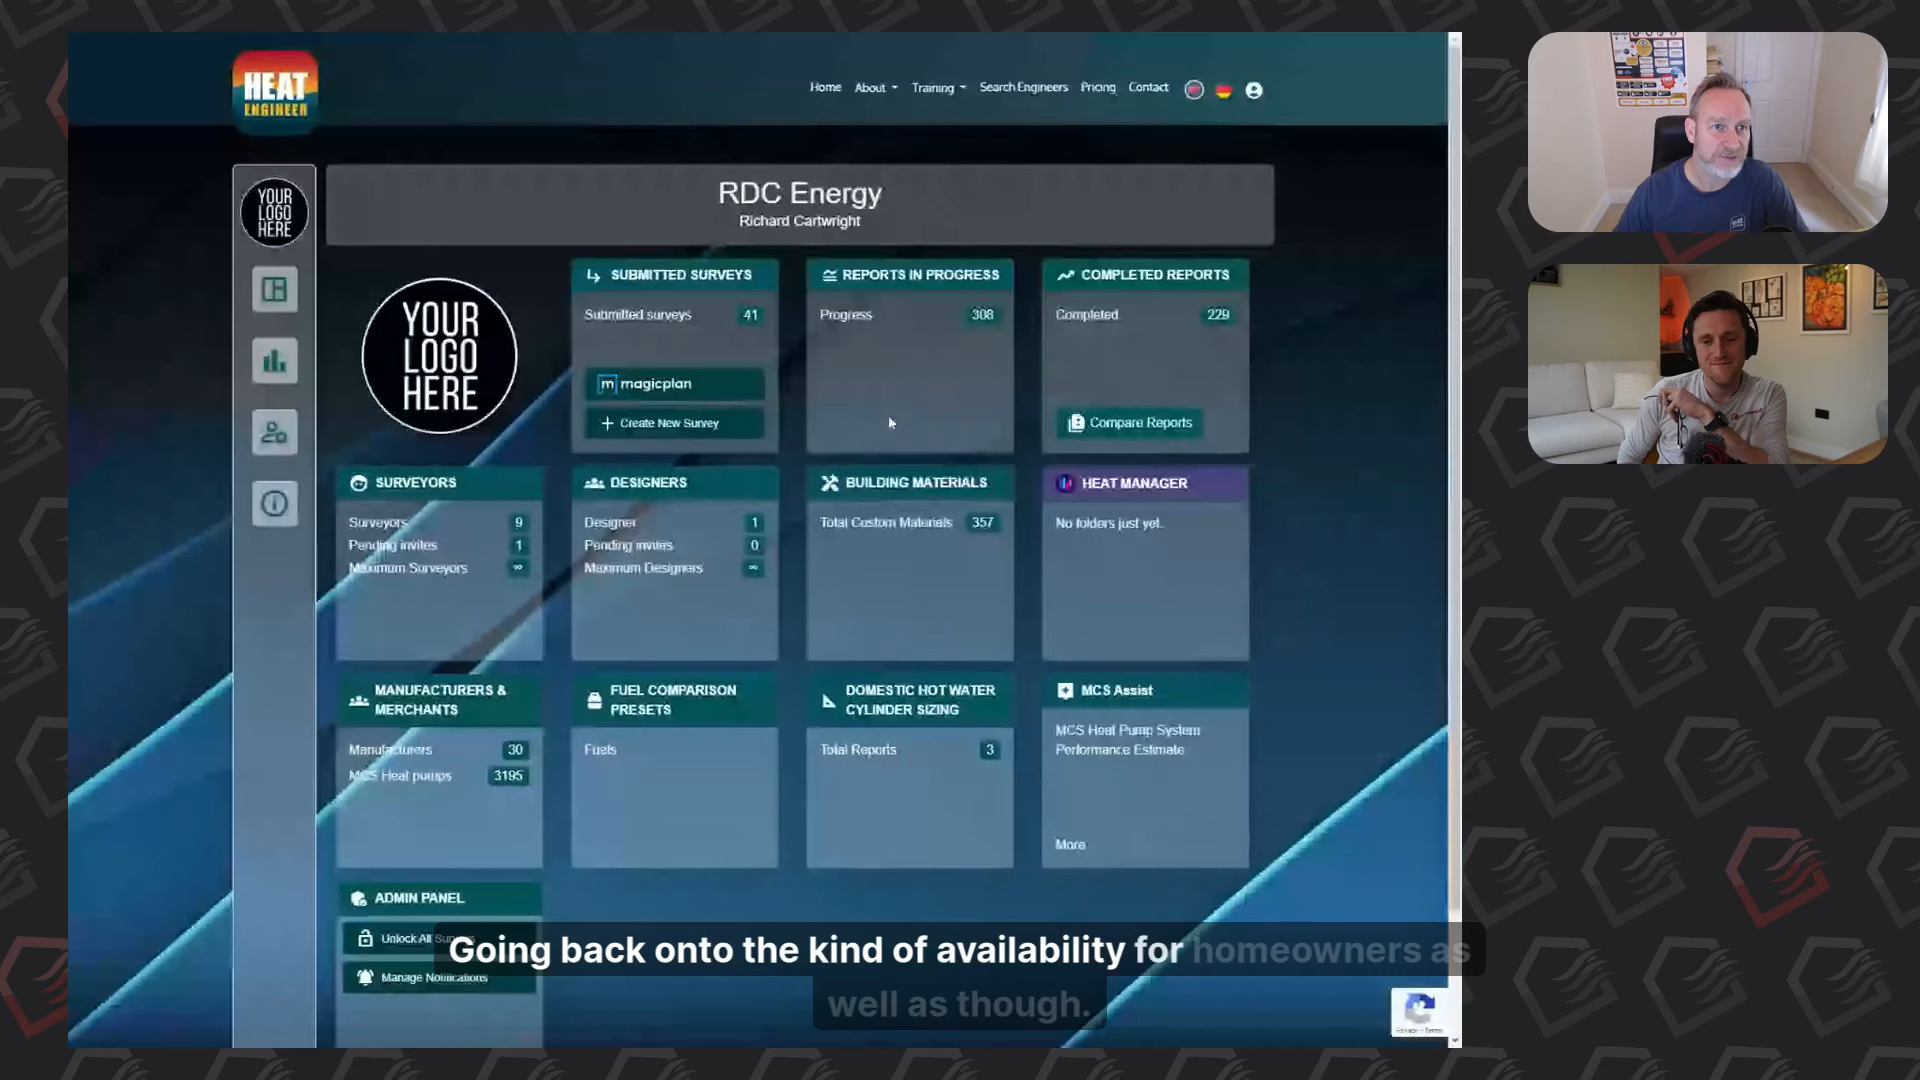 HEAT
ENGINEER
Home
About
Training
Search Engineers
Pricing
Contact
YOUR
LOGO
HERE
RDC Energy
Richard Cartwright
YOUR
LOGO
HERE
SUBMITTED SURVEYS
Submitted surveys 41
magicplan
Create New Survey
REPORTS IN PROGRESS
Progress 308
COMPLETED REPORTS
Completed 229
Compare Reports
SURVEYORS
Surveyors 9
Pending invites 1
Maximum Surveyors ∞
DESIGNERS
Designer 1
Pending invites 0
Maximum Designers ∞
BUILDING MATERIALS
Total Custom Materials 357
HEAT MANAGER
No folders just yet.
MANUFACTURERS &
MERCHANTS
Manufacturers 30
MCS Heat pumps 3195
FUEL COMPARISON
PRESETS
Fuels
DOMESTIC HOT WATER
CYLINDER SIZING
Total Reports 3
MCS Assist
MCS Heat Pump System
Performance Estimate
More
ADMIN PANEL
Unlock All
Manage Notifications
Going back onto the kind of availability for homeowners as
well as though.
Privacy - Terms